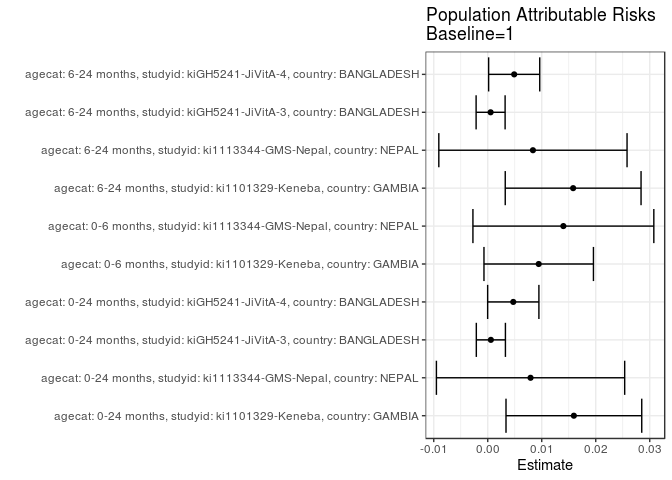 Population Attributable Risks
Baseline=1
agecat: 6-24 months, studyid: kiGH5241-JiVitA-4, country: BANGLADESH
agecat: 6-24 months, studyid: kiGH5241-JiVitA-3, country: BANGLADESH
agecat: 6-24 months, studyid: ki1113344-GMS-Nepal, country: NEPAL
agecat: 6-24 months, studyid: ki1101329-Keneba, country: GAMBIA
agecat: 0-6 months, studyid: ki1113344-GMS-Nepal, country: NEPAL
agecat: 0-6 months, studyid: ki1101329-Keneba, country: GAMBIA
agecat: 0-24 months, studyid: kiGH5241-JiVitA-4, country: BANGLADESH
agecat: 0-24 months, studyid: kiGH5241-JiVitA-3, country: BANGLADESH
agecat: 0-24 months, studyid: ki1113344-GMS-Nepal, country: NEPAL
agecat: 0-24 months, studyid: ki1101329-Keneba, country: GAMBIA
-0.01 0.00 0.01 0.02 0.03
Estimate